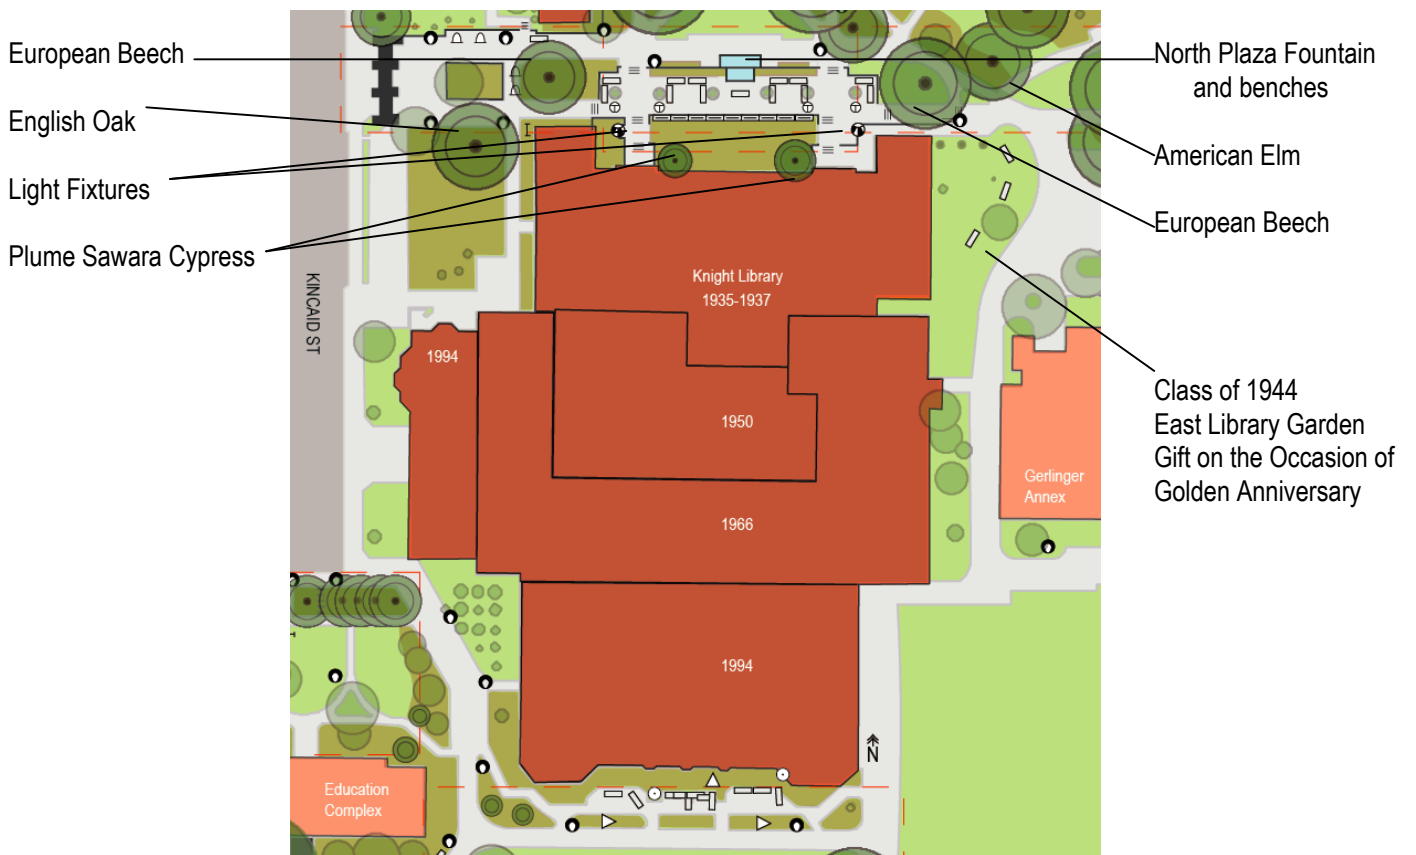 European Beech
English Oak
Light Fixtures
Plume Sawara Cypress
North Plaza Fountain
and benches
American Elm
European Beech
Class of 1944
East Library Garden
Gift on the Occasion of
Golden Anniversary
KINCAID ST
Knight Library
1935-1937
1994
1950
1966
1994
Gerlinger
Annex
Education
Complex
N